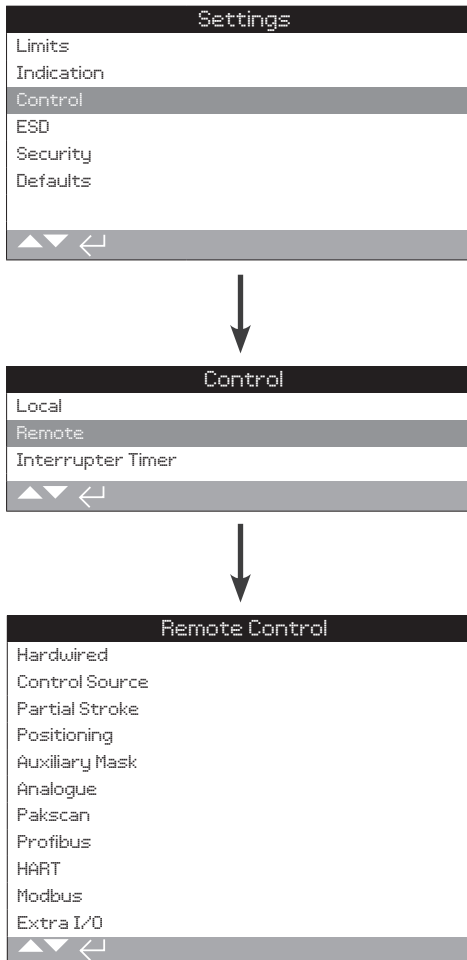 Settings
Limits
Indication
Control
ESD
Security
Defaults
Control
Local
Remote
Interrupter Timer
Remote Control
Hardwired
Control Source
Partial Stroke
Positioning
Auxiliary Mask
Analogue
Pakscan
Profibus
HART
Modbus
Extra I/O